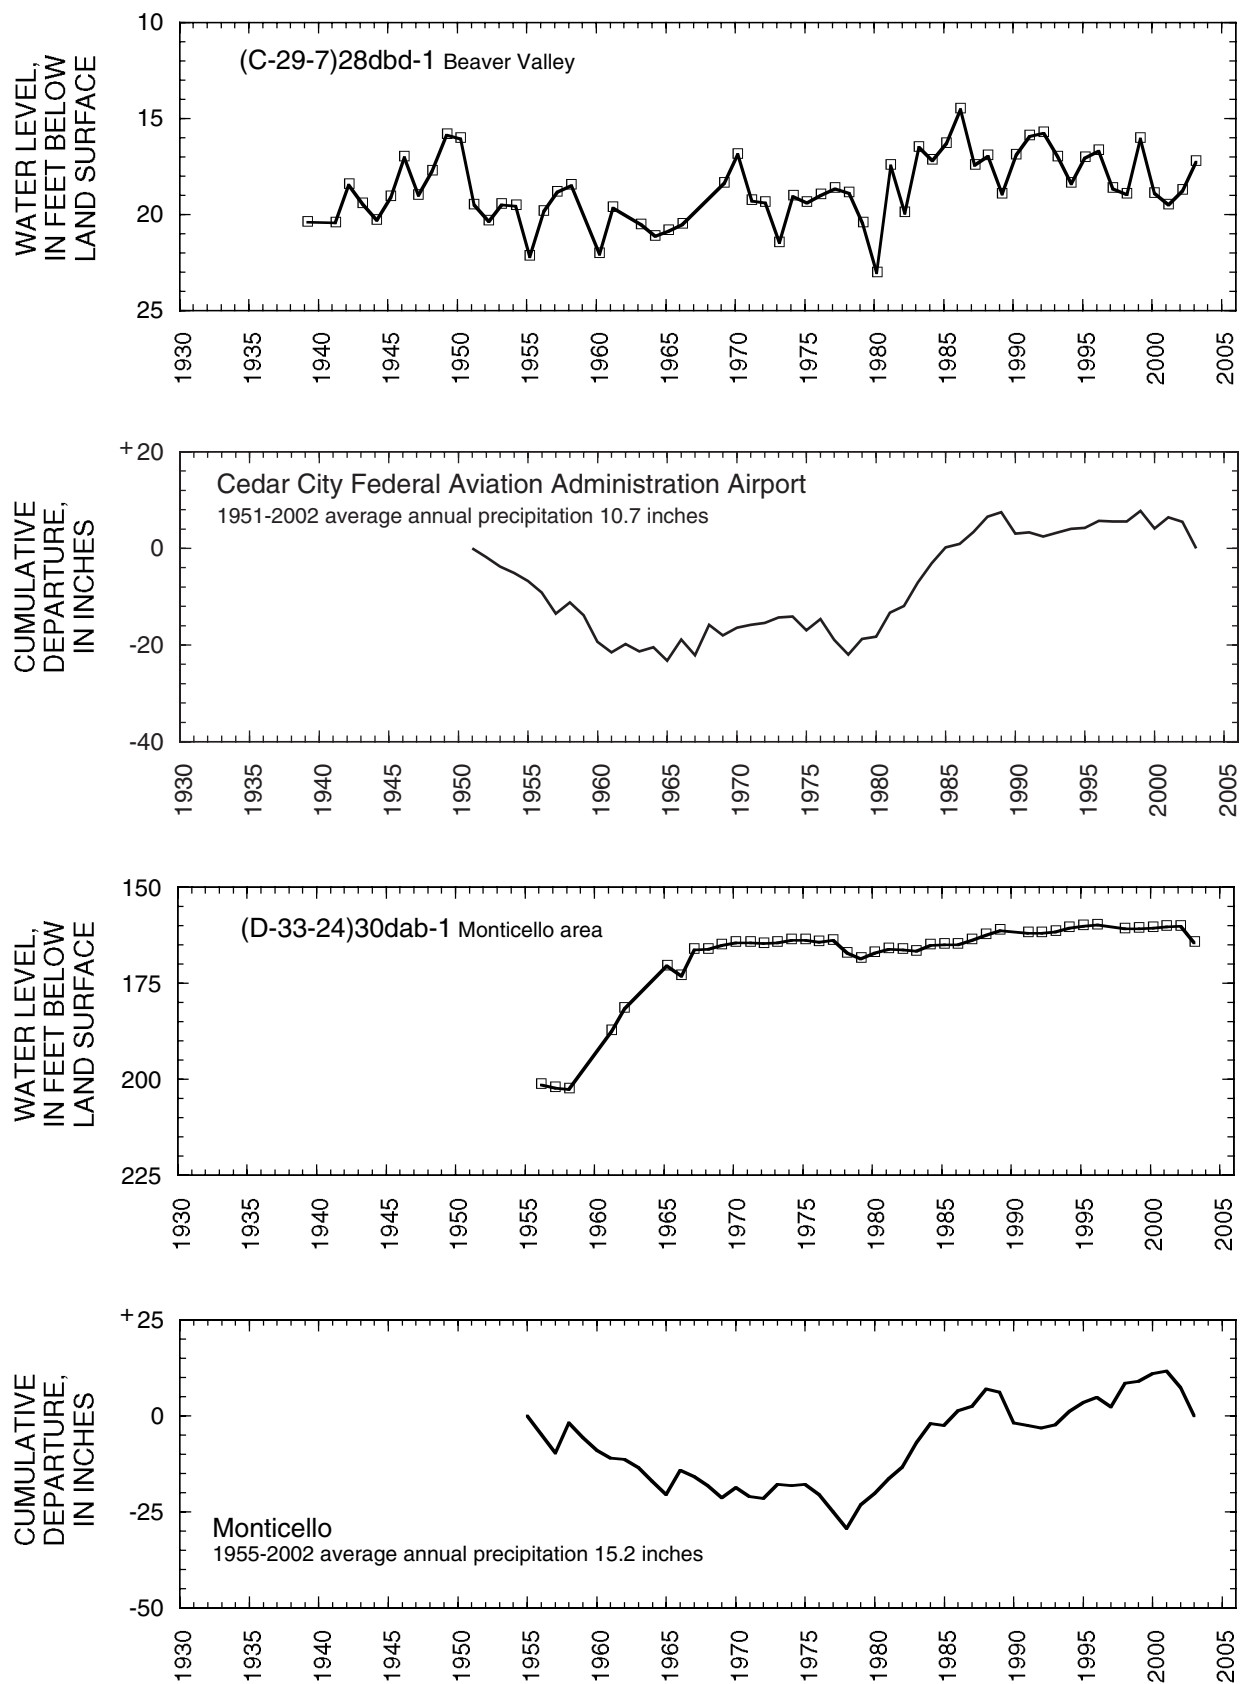 10
15
20
25
WATER LEVEL,
IN FEET BELOW
LAND SURFACE
(C-29-7)28dbd-1 Beaver Valley
1930 1935 1940 1945 1950 1955 1960 1965 1970 1975 1980 1985 1990 1995 2000 2005
+20
0
-20
-40
CUMULATIVE
DEPARTURE,
IN INCHES
Cedar City Federal Aviation Administration Airport
1951-2002 average annual precipitation 10.7 inches
1930 1935 1940 1945 1950 1955 1960 1965 1970 1975 1980 1985 1990 1995 2000 2005
150
175
200
225
WATER LEVEL,
IN FEET BELOW
LAND SURFACE
(D-33-24)30dab-1 Monticello area
1930 1935 1940 1945 1950 1955 1960 1965 1970 1975 1980 1985 1990 1995 2000 2005
+25
0
-25
-50
CUMULATIVE
DEPARTURE,
IN INCHES
Monticello
1955-2002 average annual precipitation 15.2 inches
1930 1935 1940 1945 1950 1955 1960 1965 1970 1975 1980 1985 1990 1995 2000 2005